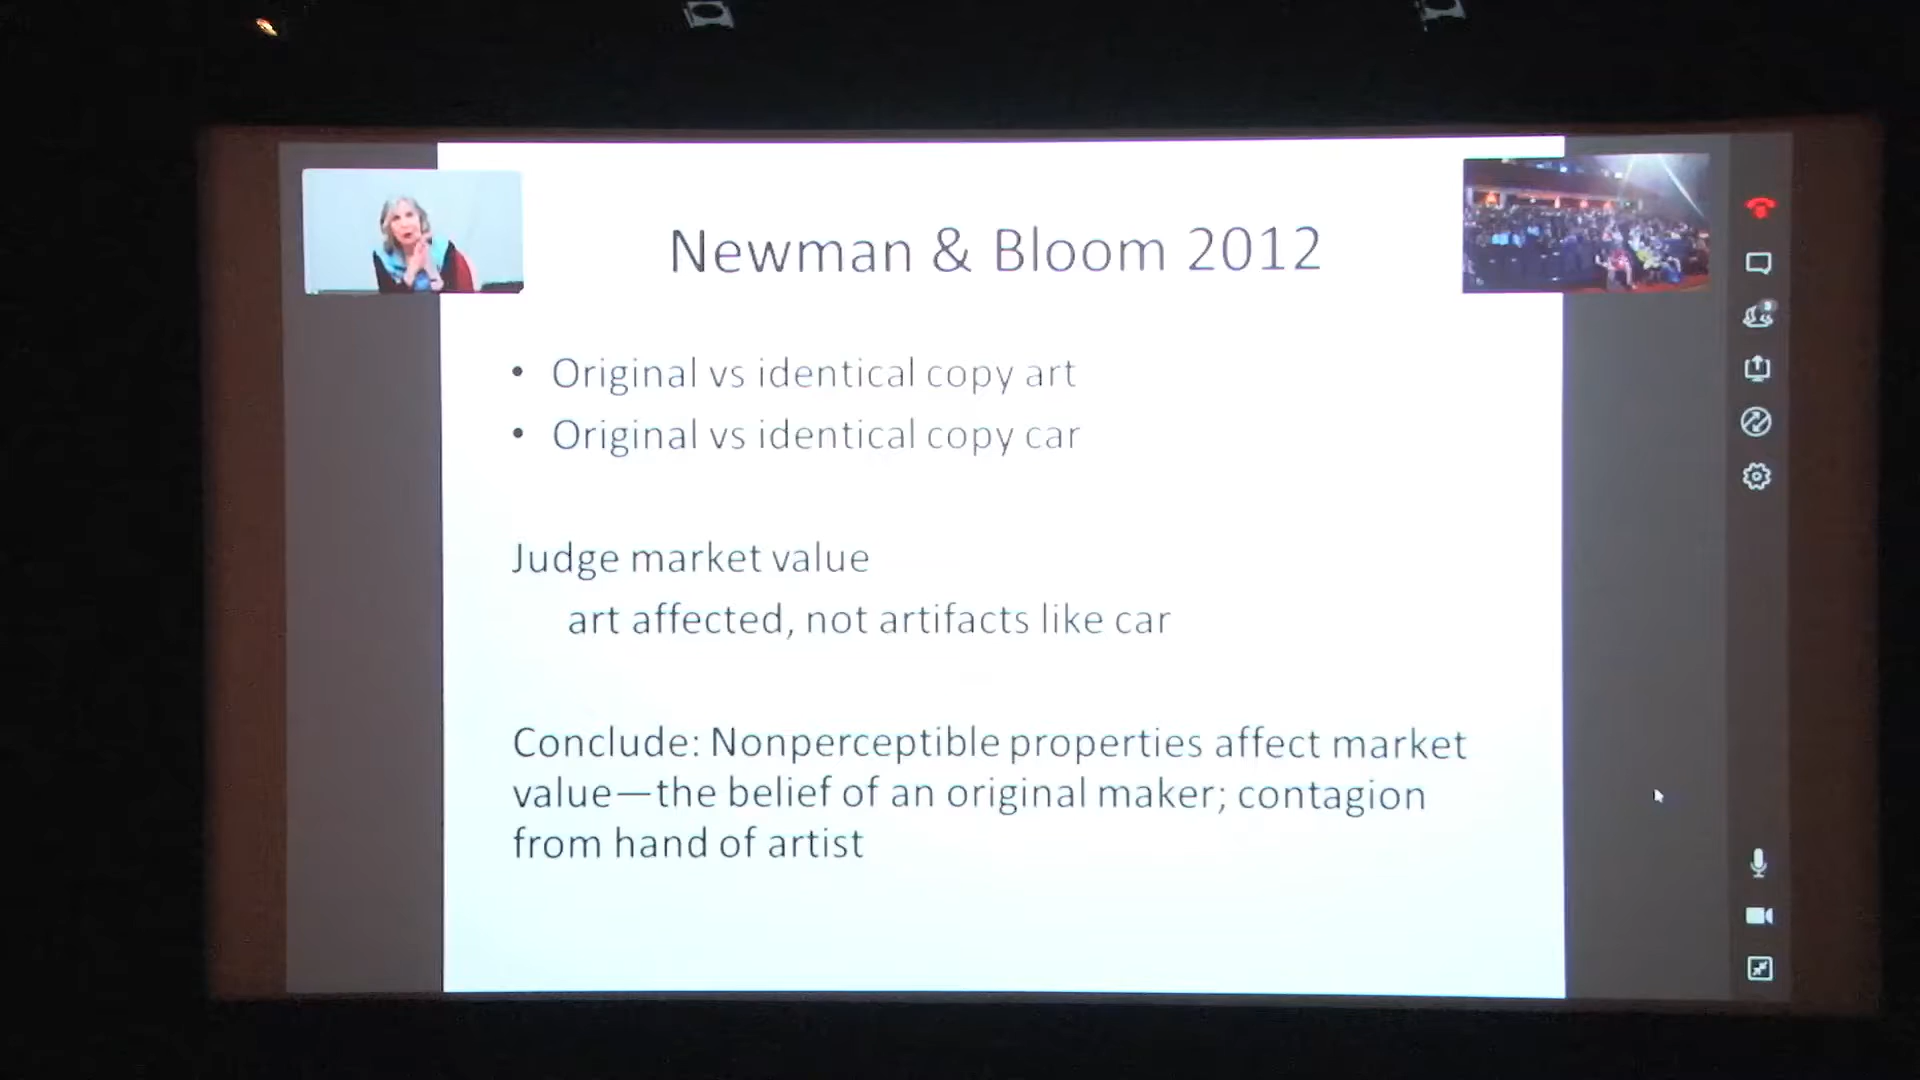 Newman & Bloom 2012
• Original vs identical copy art
• Original vs identical copy car
Judge market value
art affected, not artifacts like car
Conclude: Nonperceptible properties affect market
value—the belief of an original maker; contagion
from hand of artist